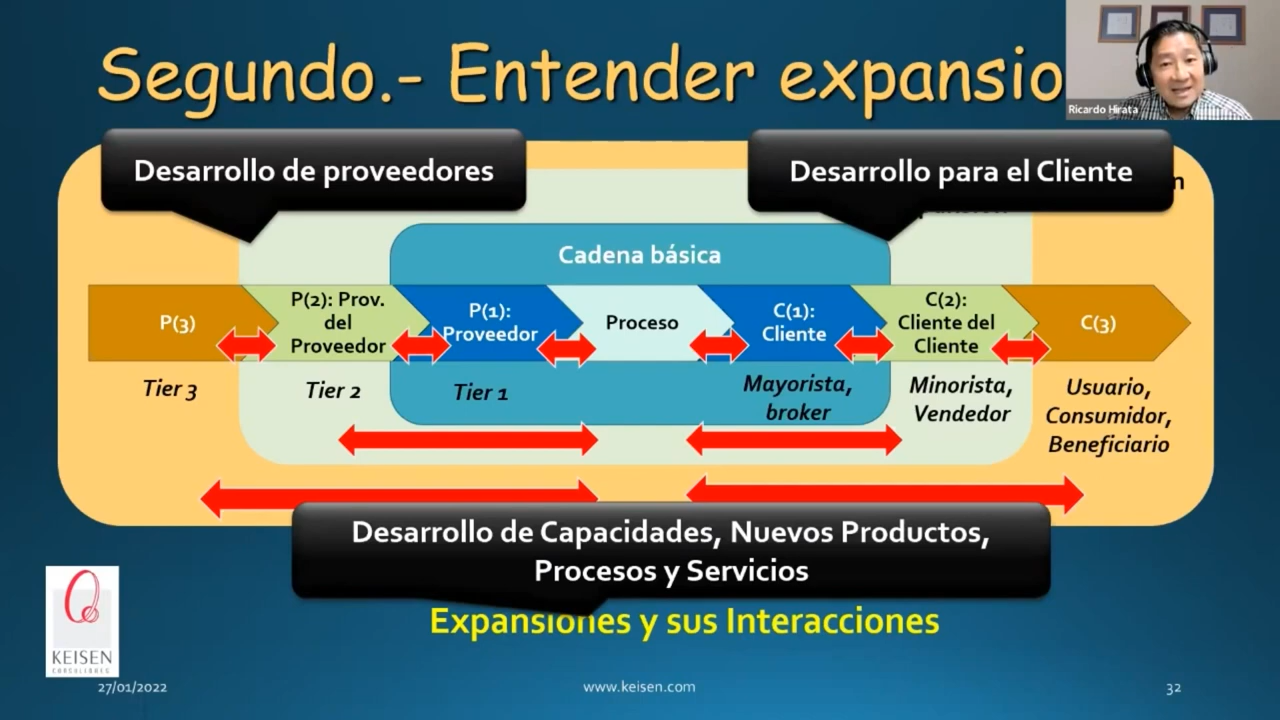 Segundo.- Entender expansio
Ricardo Hirata
Desarrollo de proveedores
Desarrollo para el Cliente
Cadena básica
P(3)
P(2): Prov.
del
Proveedor
P(1):
Proveedor
Proceso
C(1):
Cliente
C(2):
Cliente del
Cliente
C(3)
Tier 3
Tier 2
Tier 1
Mayorista,
broker
Minorista,
Vendedor
Usuario,
Consumidor,
Beneficiario
Desarrollo de Capacidades, Nuevos Productos,
Procesos y Servicios
Expansiones y sus Interacciones
KEISEN
CONSULTORES
27/01/2022
www.keisen.com
32